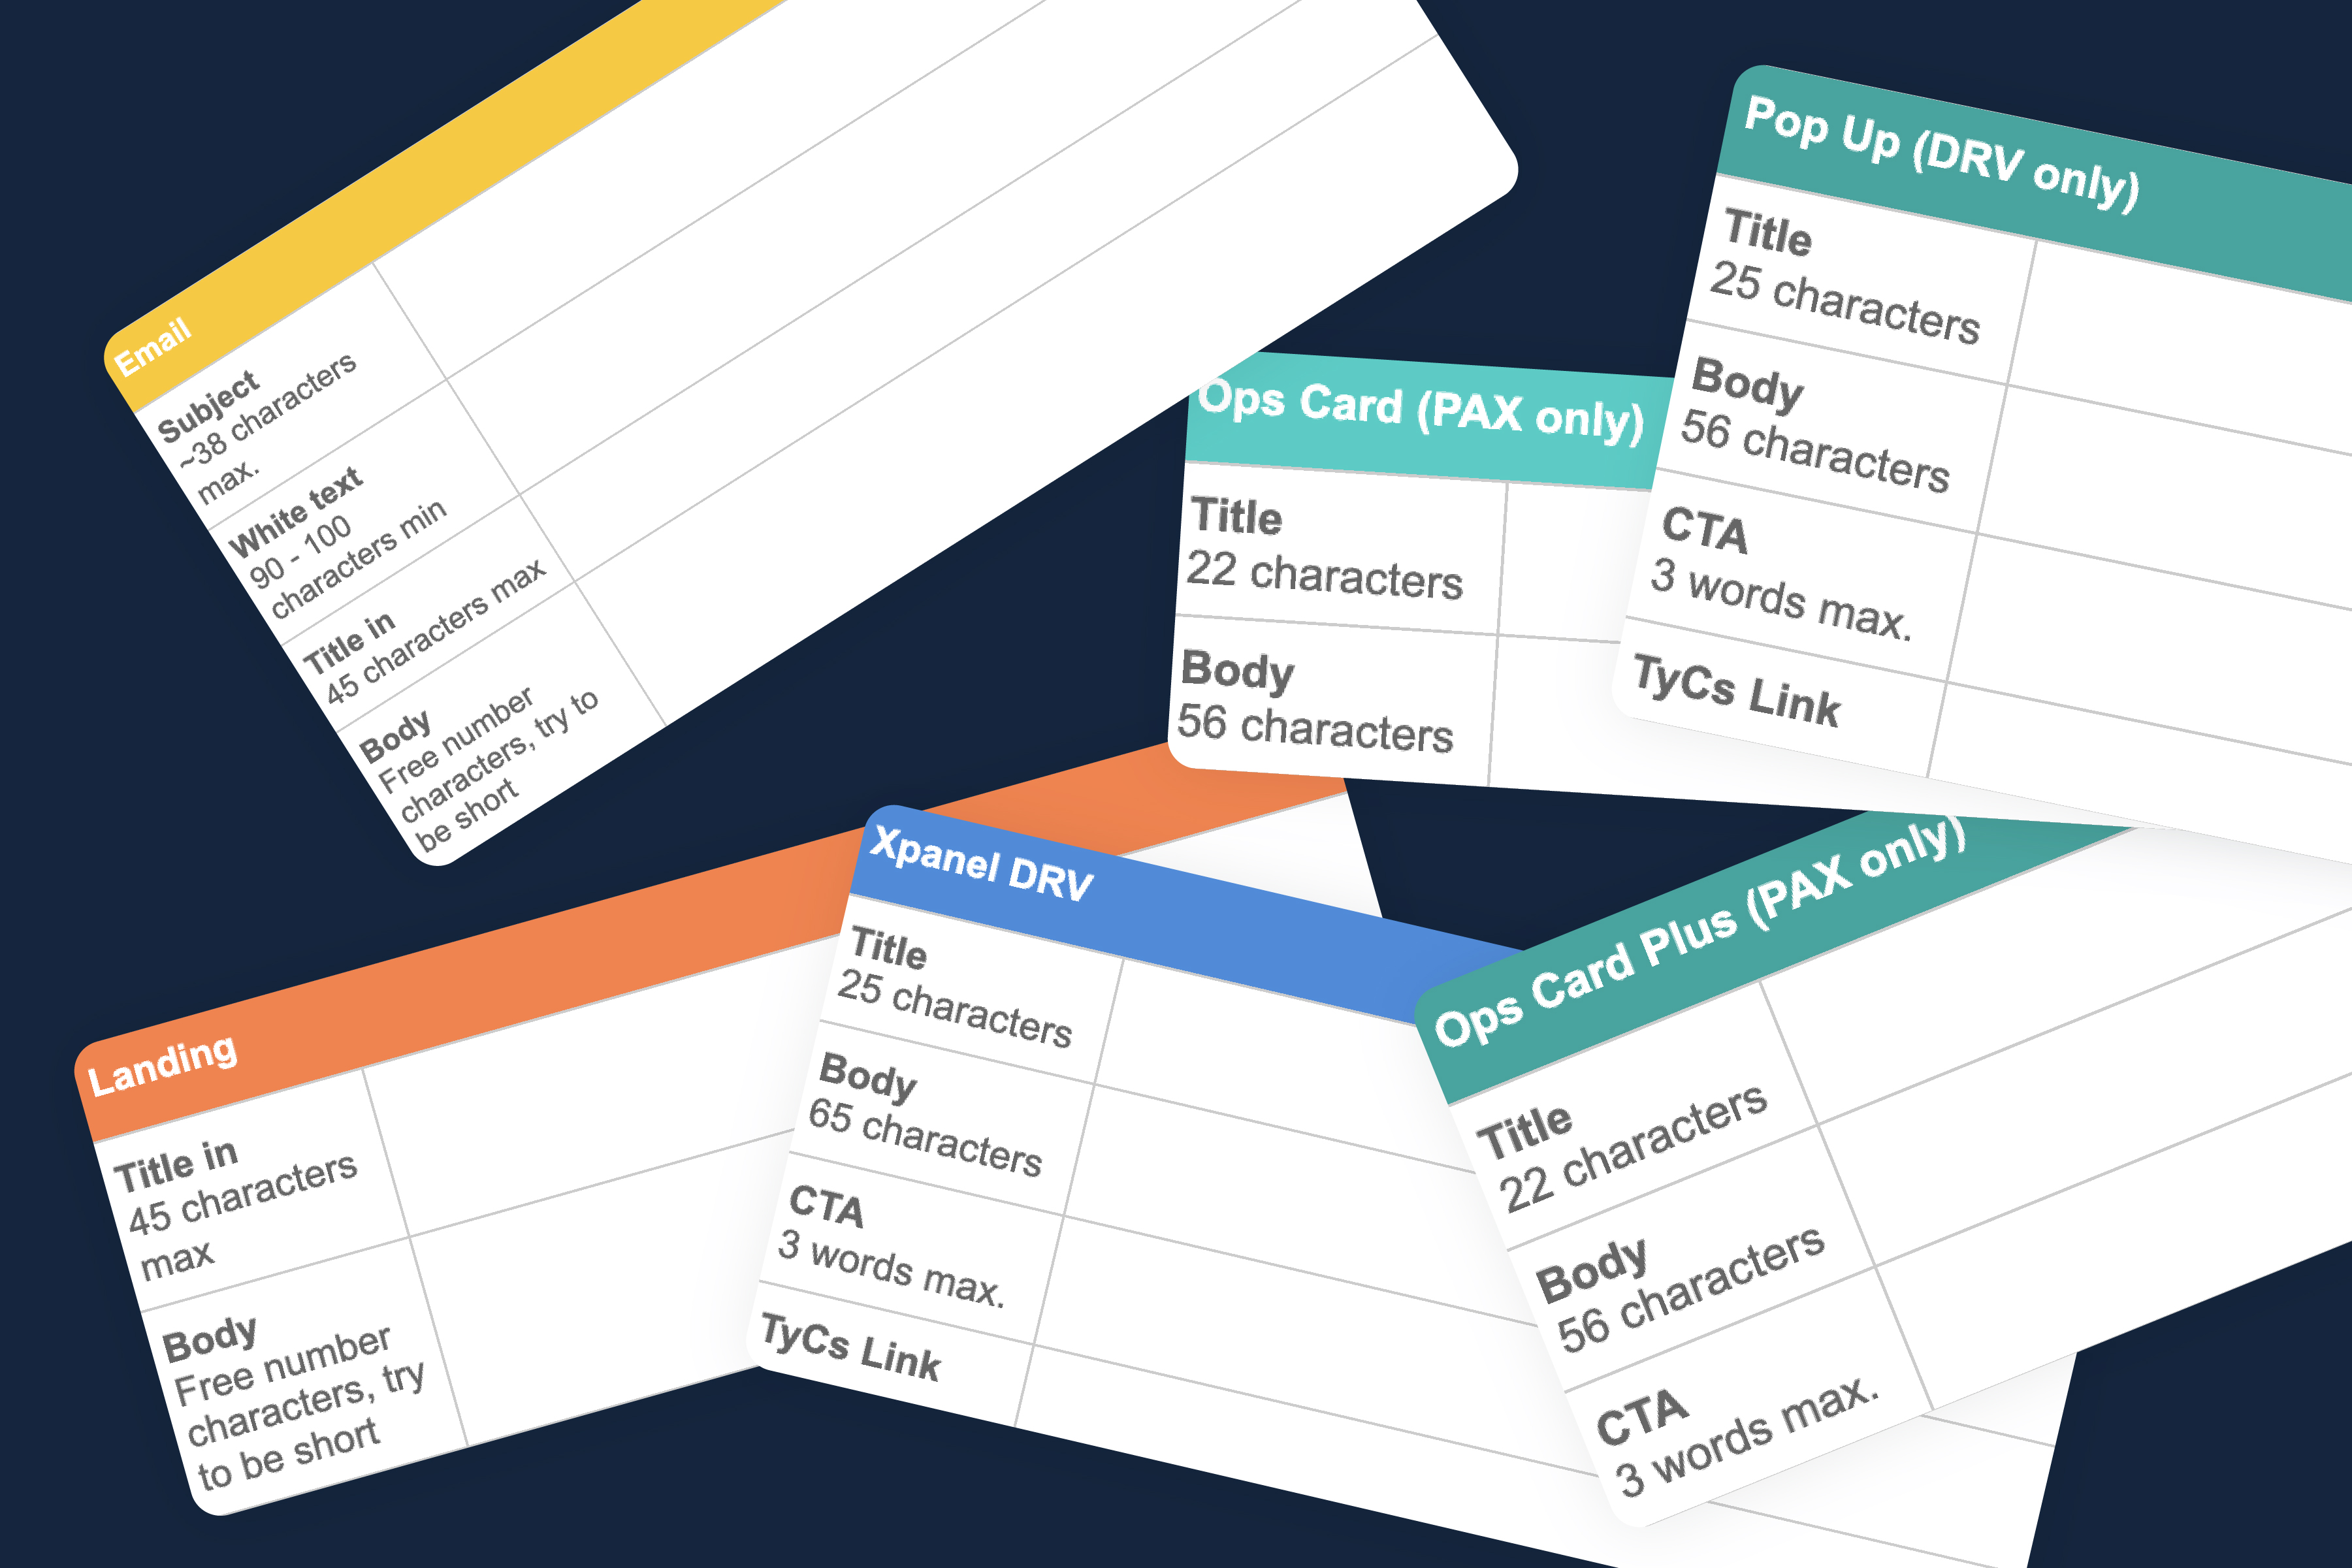 Email
Subject
~38 characters
max.
White text
90 - 100
characters min
Title in
45 characters max
Body
Free number
characters, try to
be short
Pop Up (DRV only)
Title
25 characters
Body
56 characters
CTA
3 words max.
TyCs Link
Ops Card (PAX only)
Title
22 characters
Body
56 characters
Landing
Title in
45 characters
max
Body
Free number
characters, try
to be short
Xpanel DRV
Title
25 characters
Body
65 characters
CTA
3 words max.
TyCs Link
Ops Card Plus (PAX only)
Title
22 characters
Body
56 characters
CTA
3 words max.